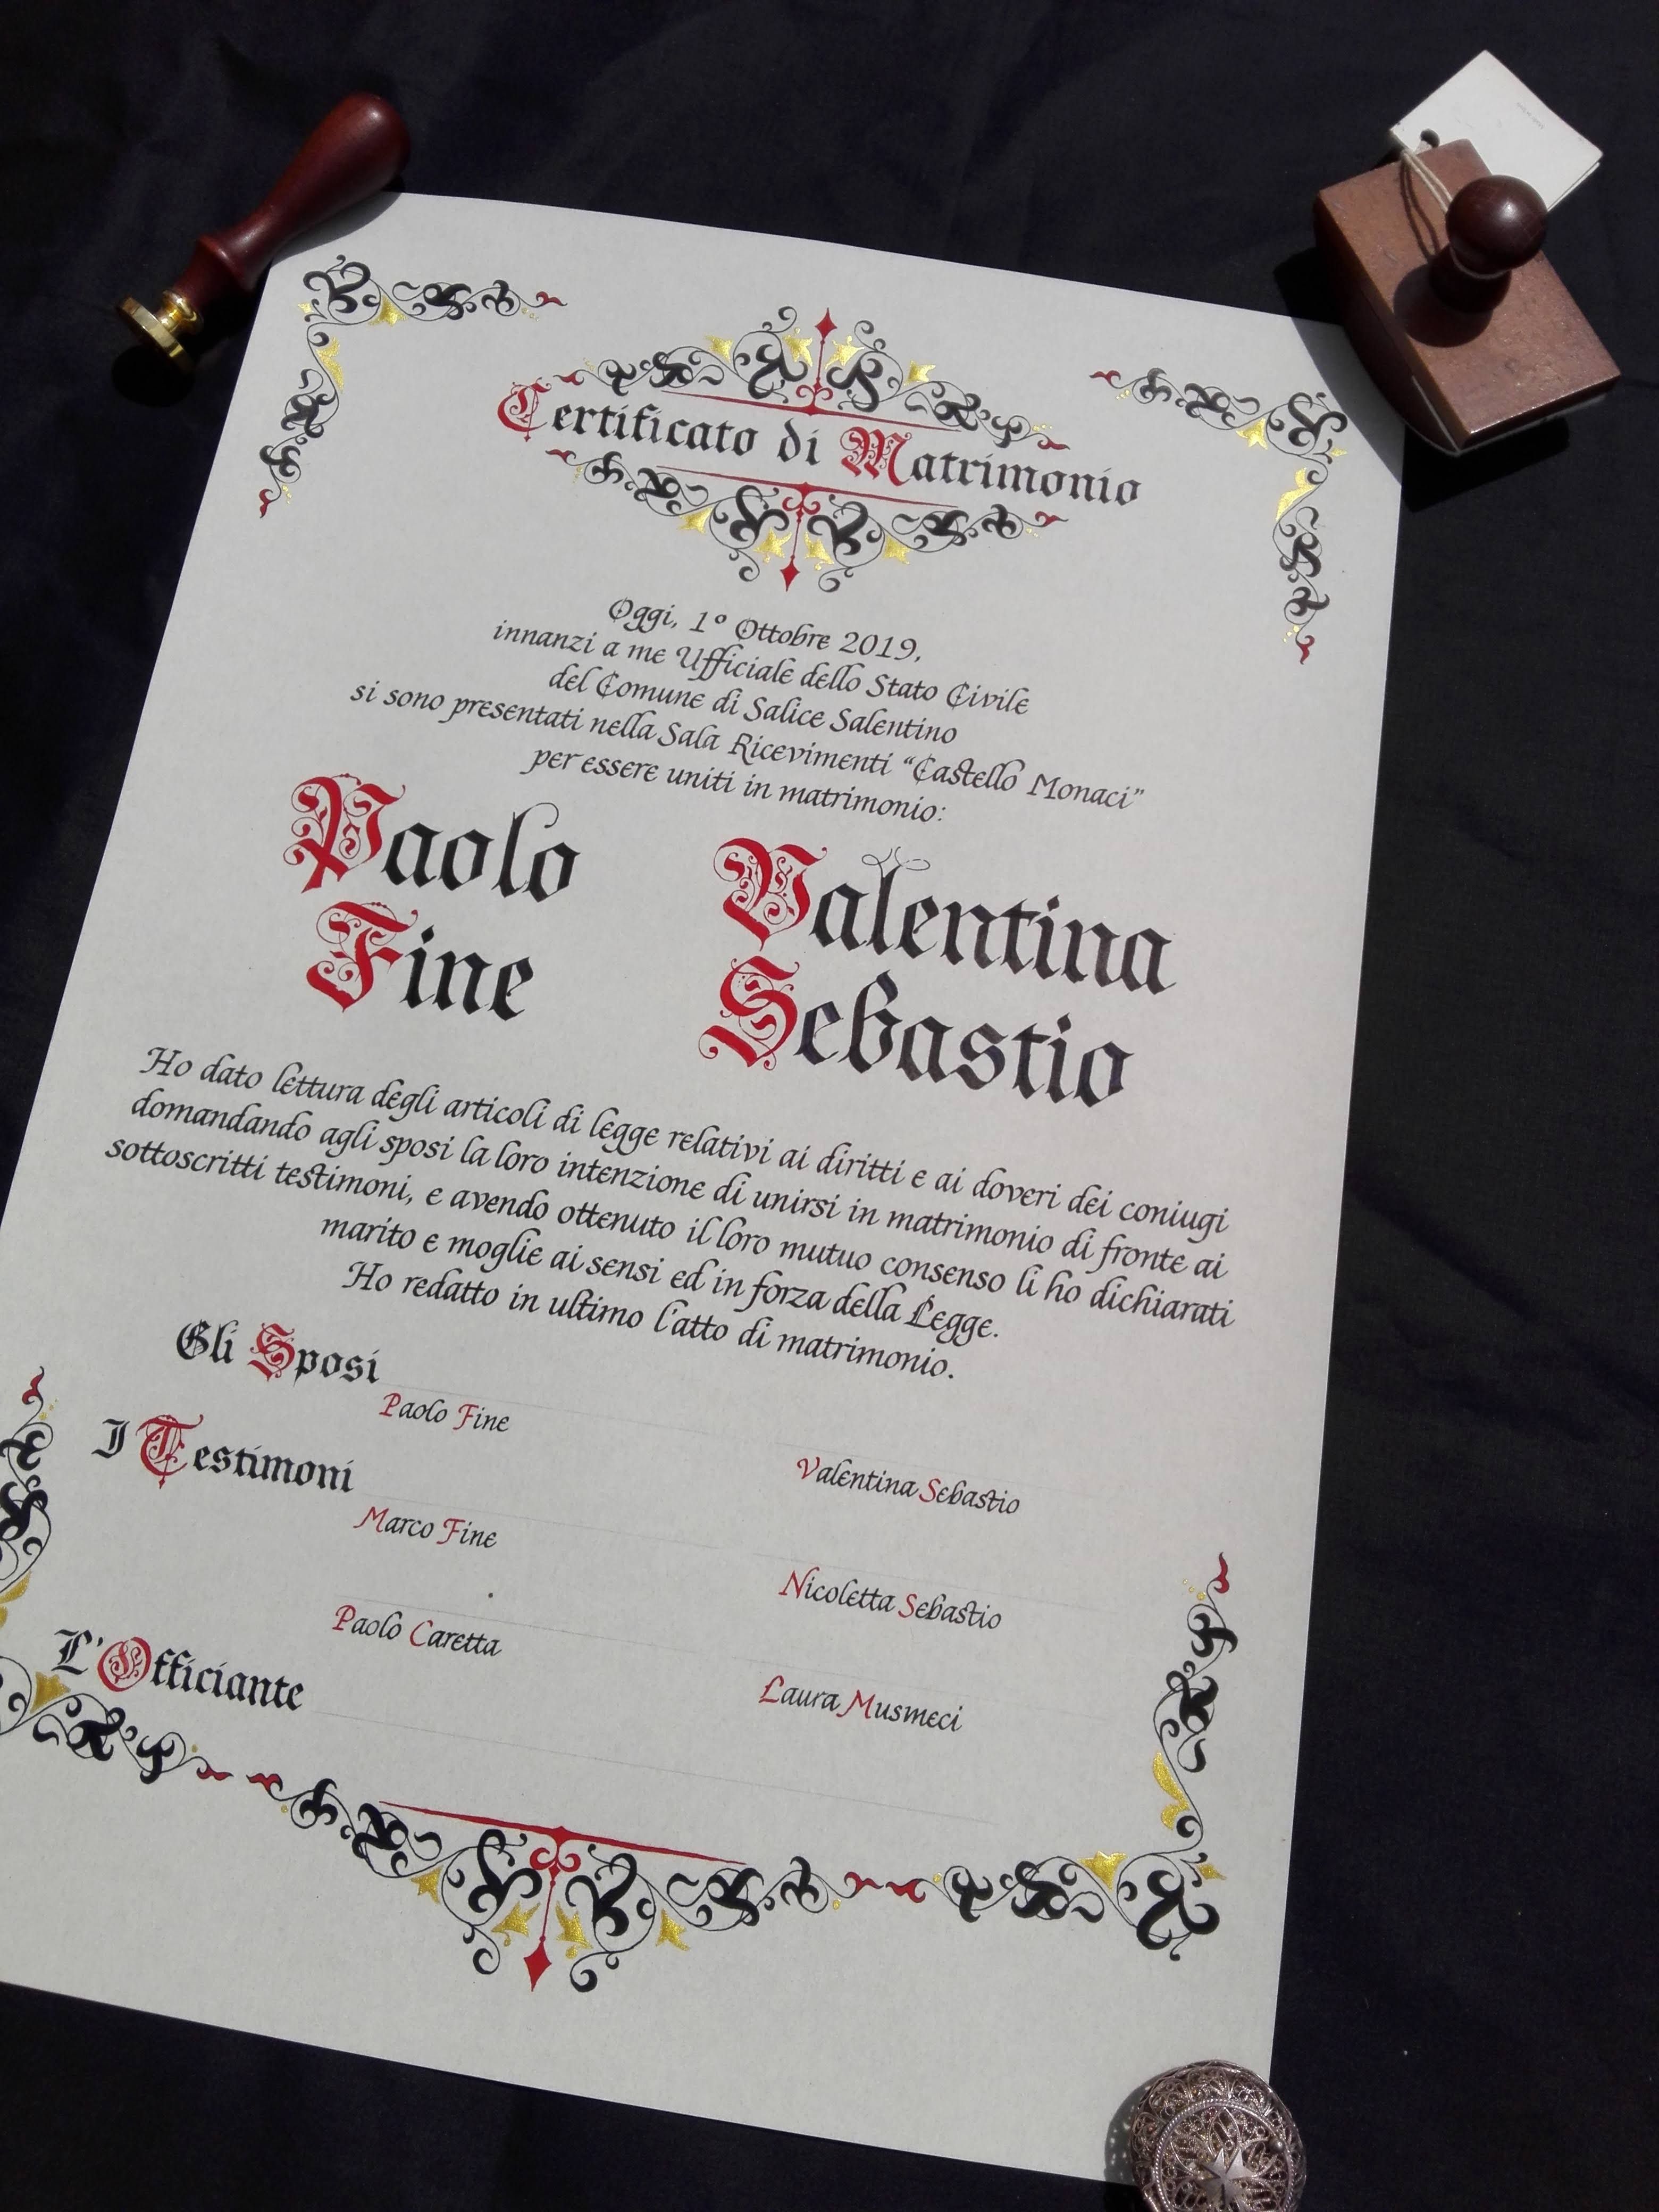 Certificato di Matrimonio
Oggi, 1° Ottobre 2019,
innanzi a me Ufficiale dello Stato Civile
del Comune di Salice Salentino
si sono presentati nella Sala Ricevimenti “Castello Monaci”
per essere uniti in matrimonio:
Paolo
Fine
Valentina
Sebastio
Ho dato lettura degli articoli di legge relativi ai diritti e ai doveri dei coniugi
domandando agli sposi la loro intenzione di unirsi in matrimonio di fronte ai
sottoscritti testimoni, e avendo ottenuto il loro mutuo consenso li ho dichiarati
marito e moglie ai sensi ed in forza della Legge.
Ho redatto in ultimo l'atto di matrimonio.
Gli Sposi
Paolo Fine
Valentina Sebastio
I Testimoni
Marco Fine
Nicoletta Sebastio
Paolo Caretta
Laura Musmeci
L'Officiante